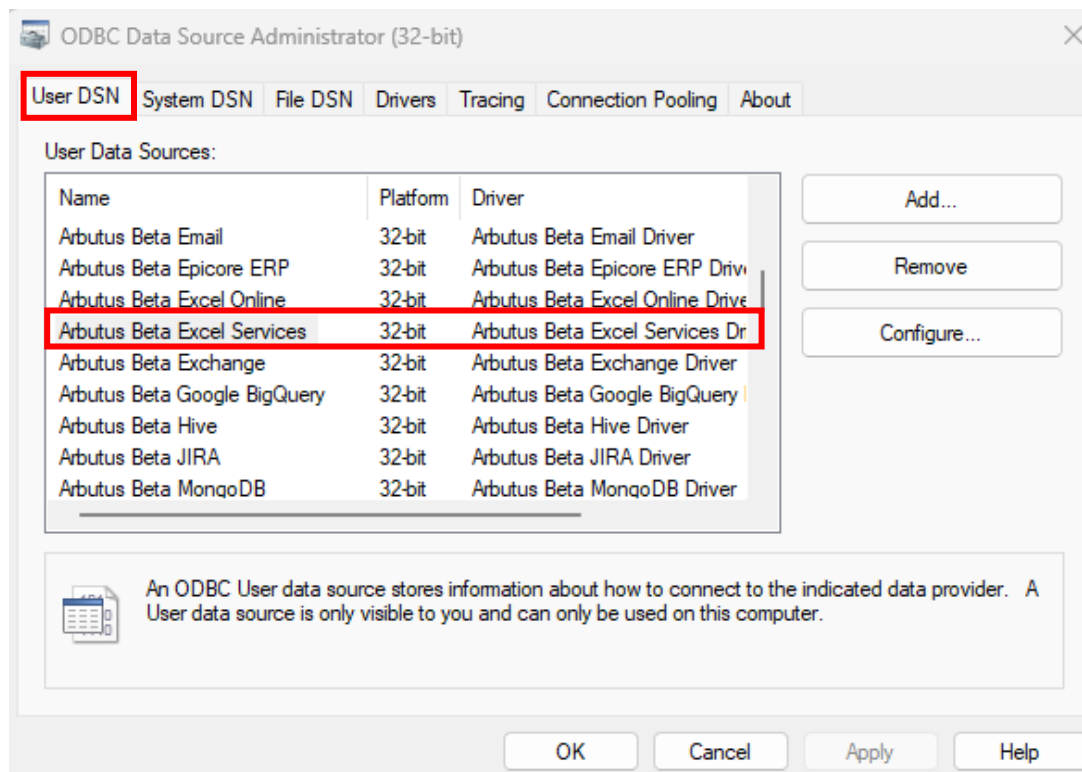 ODBC Data Source Administrator (32-bit)
User DSN System DSN File DSN Drivers Tracing Connection Pooling About
User Data Sources:
Name Platform Driver
Arbutus Beta Email 32-bit Arbutus Beta Email Driver
Arbutus Beta Epicore ERP 32-bit Arbutus Beta Epicore ERP
Arbutus Beta Excel Online 32-bit Arbutus Beta Excel Online
Arbutus Beta Excel Services 32-bit Arbutus Beta Excel Services Dr
Arbutus Beta Exchange 32-bit Arbutus Beta Exchange Driver
Arbutus Beta Google BigQuery 32-bit Arbutus Beta Google BigQuery
Arbutus Beta Hive 32-bit Arbutus Beta Hive Driver
Arbutus Beta JIRA 32-bit Arbutus Beta JIRA Driver
Arbutus Beta MongoDB 32-bit Arbutus Beta MongoDB Driver
Add...
Remove
Configure...
An ODBC User data source stores information about how to connect to the indicated data provider. A
User data source is only visible to you and can only be used on this computer.
OK Cancel Apply Help